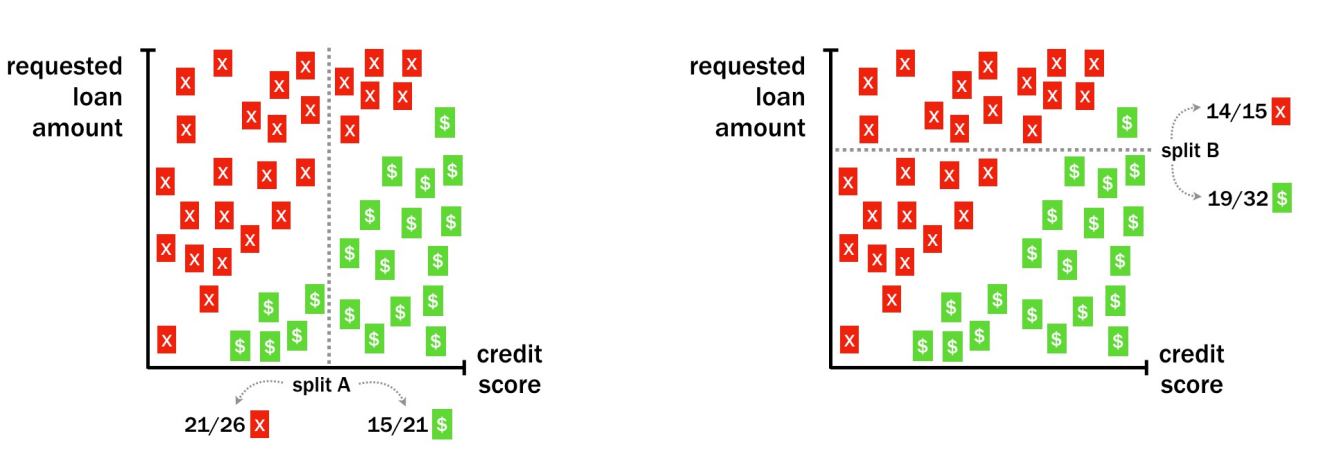 requested
loan
amount
credit
score
split A
21/26 X
15/21 $
requested
loan
amount
14/15 X
split B
19/32 $
credit
score